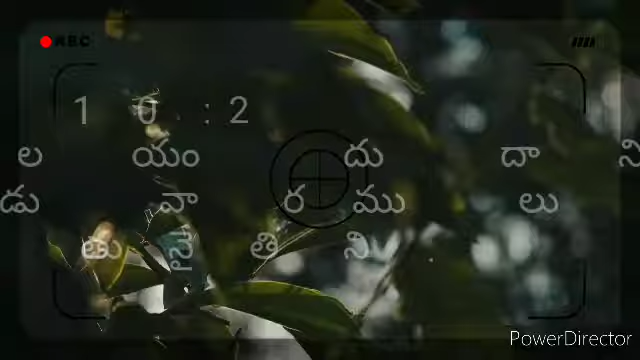 REC
1 0 : 2
ల యం దు దా ని
డు వా ర ము లు
తు స్తు తి ని
PowerDirector